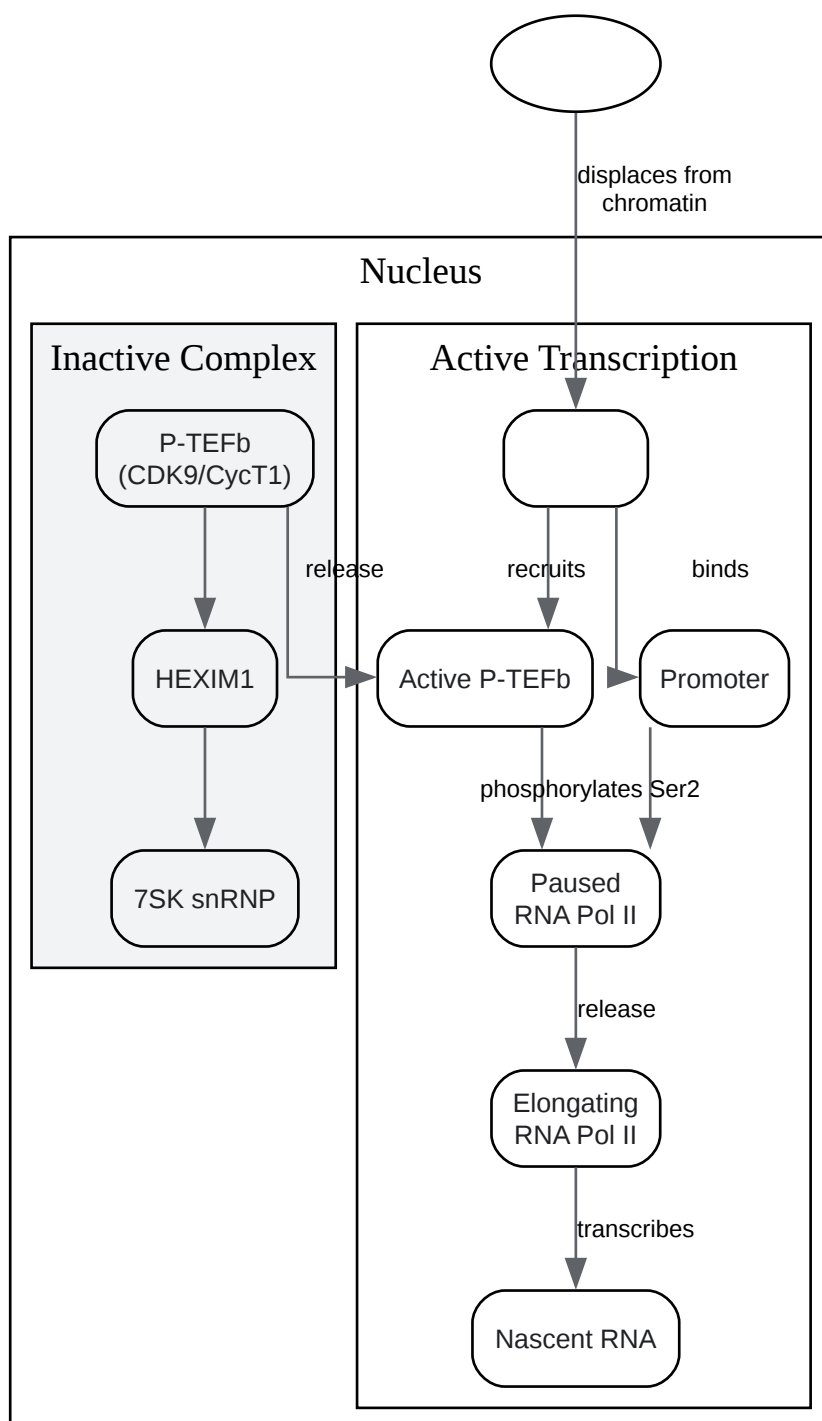 displaces from
chromatin
Nucleus
Inactive Complex
Active Transcription
P-TEFb
(CDK9/CycT1)
release
recruits
binds
HEXIM1
Active P-TEFb
Promoter
phosphorylates Ser2
7SK snRNP
Paused
RNA Pol II
release
Elongating
RNA Pol II
transcribes
Nascent RNA